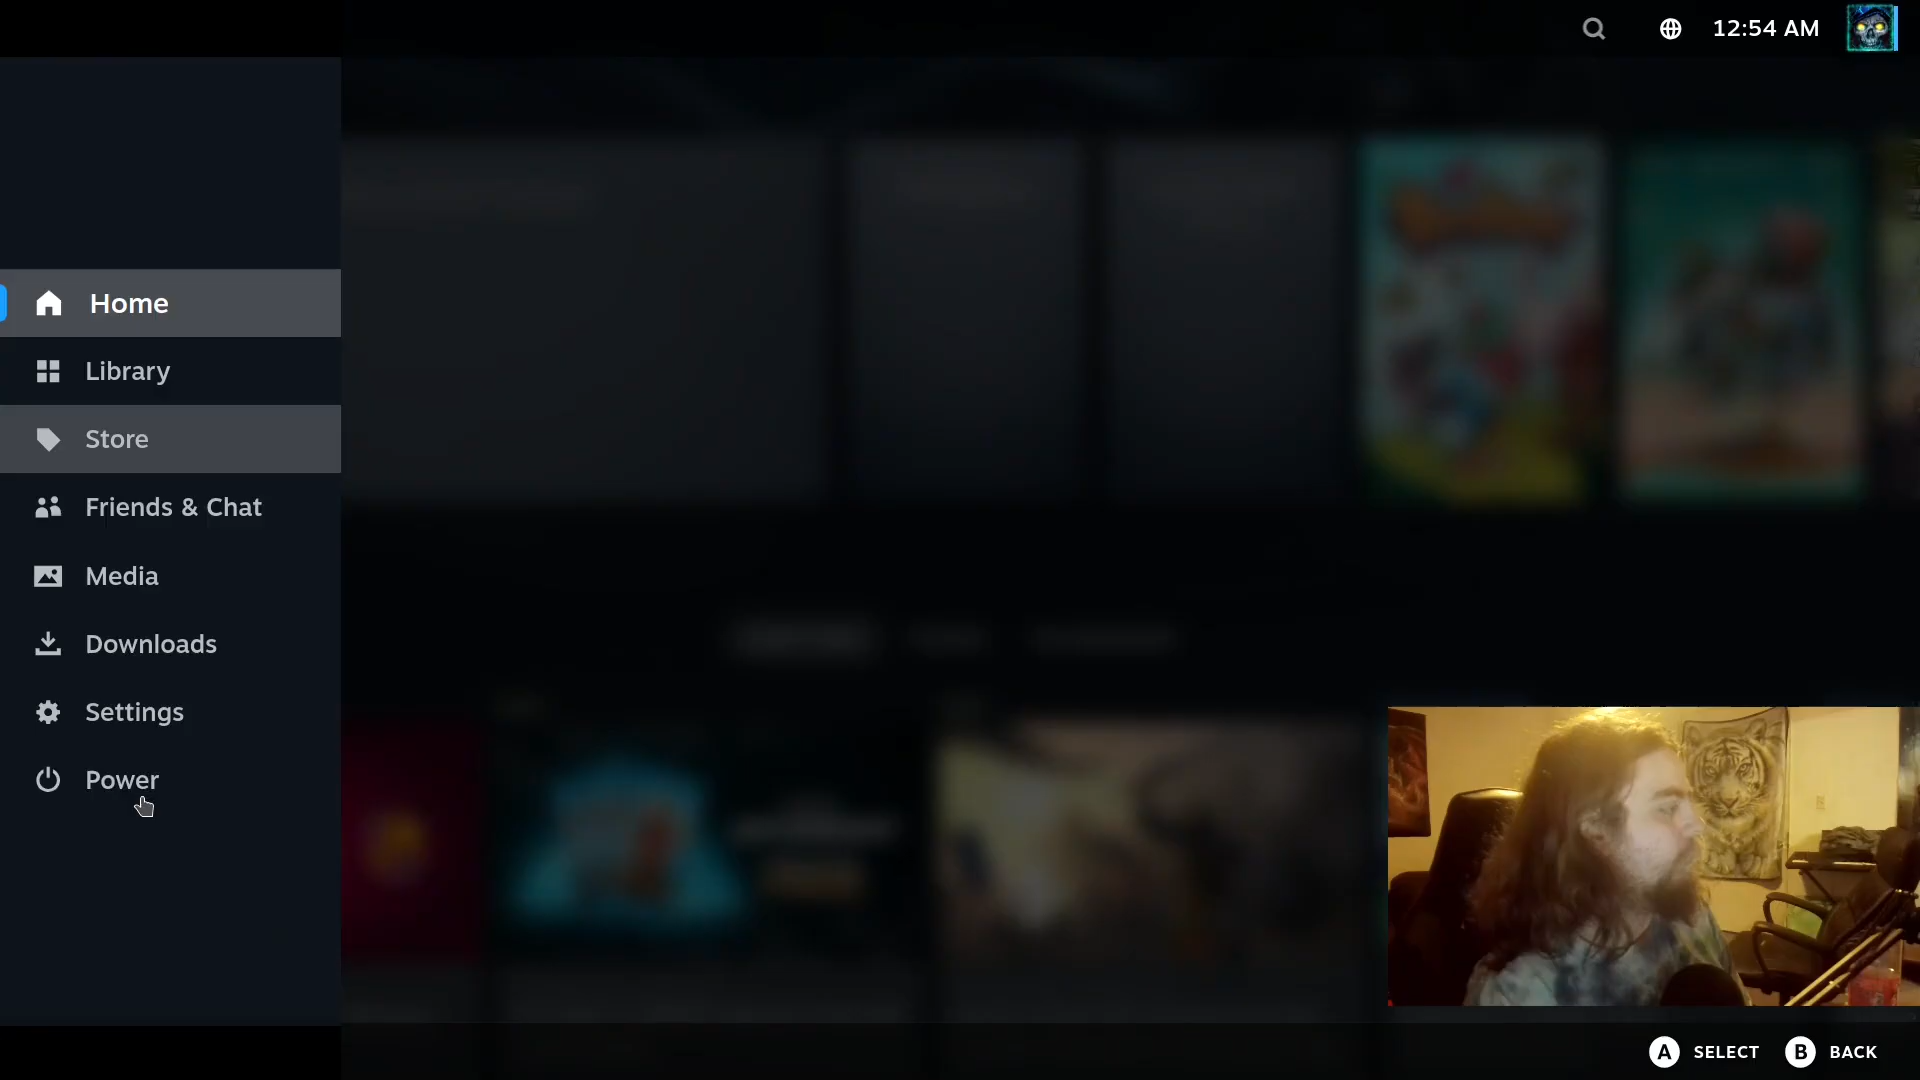 12:54 AM
Home
Library
Store
Friends & Chat
Media
Downloads
Settings
Power
A SELECT B BACK